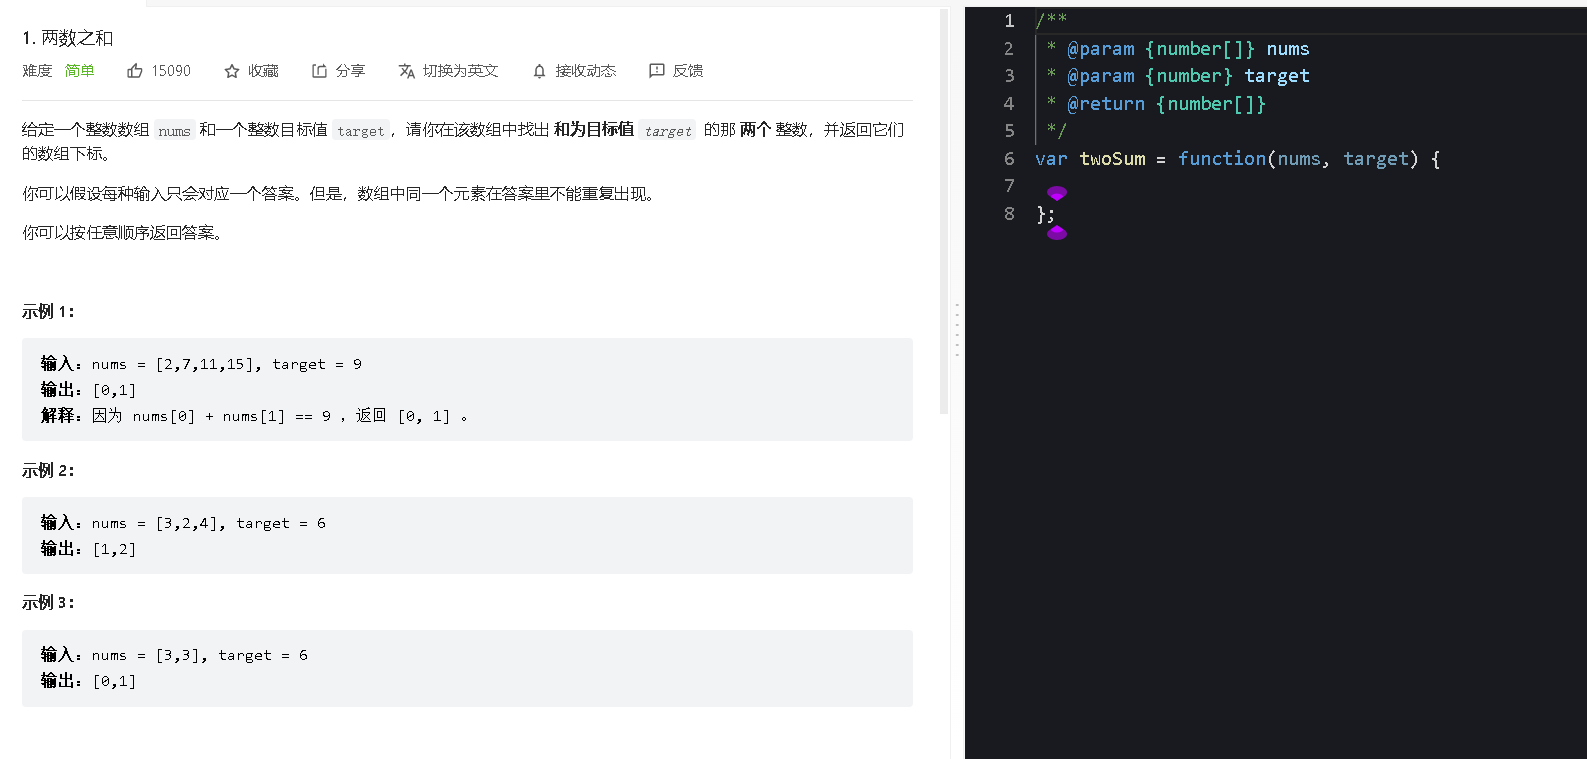 1. 两数之和
难度 简单 15090 收藏 分享 切换为英文 接收动态 反馈
给定一个整数数组 nums 和一个整数目标值 target，请你在该数组中找出 和为目标值 target 的那 两个 整数，并返回它们
的数组下标。
你可以假设每种输入只会对应一个答案。但是，数组中同一个元素在答案里不能重复出现。
你可以按任意顺序返回答案。
示例 1：
输入：nums = [2,7,11,15], target = 9
输出：[0,1]
解释：因为 nums[0] + nums[1] == 9 ，返回 [0, 1] 。
示例 2：
输入：nums = [3,2,4], target = 6
输出：[1,2]
示例 3：
输入：nums = [3,3], target = 6
输出：[0,1]
1 /**
2  * @param {number[]} nums
3  * @param {number} target
4  * @return {number[]}
5  */
6 var twoSum = function(nums, target) {
7
8 };